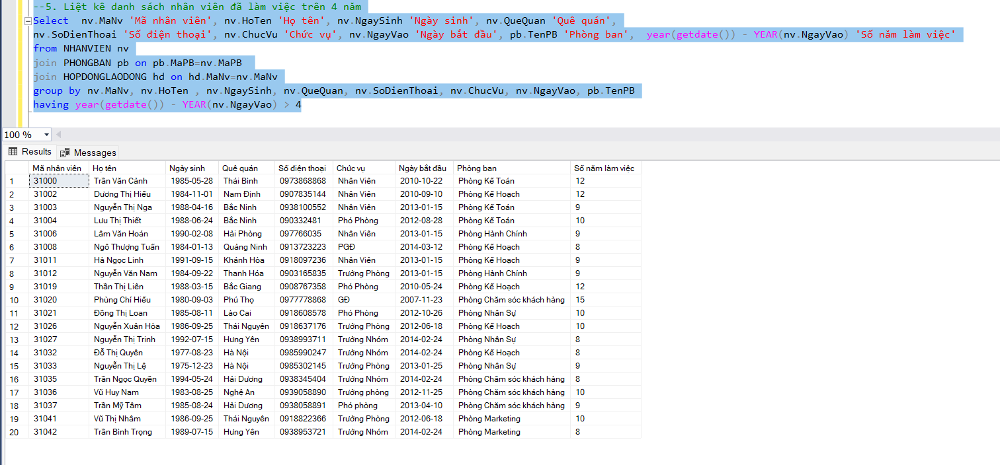 --5. Liệt kê danh sách nhân viên đã làm việc trên 4 năm
Select nv.MaNv 'Mã nhân viên', nv.HoTen 'Họ tên', nv.NgaySinh 'Ngày sinh', nv.QueQuan 'Quê quán',
nv.SoDienThoai 'Số điện thoại', nv.ChucVu 'Chức vụ', nv.NgayVao 'Ngày bắt đầu', pb.TenPB 'Phòng ban', year(getdate()) - YEAR(nv.NgayVao) 'Số năm làm việc'
from NHANVIEN nv
join PHONGBAN pb on pb.MaPB=nv.MaPB
join HOPDONGLAODONG hd on hd.MaNv=nv.MaNv
group by nv.MaNv, nv.HoTen , nv.NgaySinh, nv.QueQuan, nv.SoDienThoai, nv.ChucVu, nv.NgayVao, pb.TenPB
having year(getdate()) - YEAR(nv.NgayVao) > 4
100 %
Results Messages
Mã nhân viên Họ tên Ngày sinh Quê quán Số điện thoại Chức vụ Ngày bắt đầu Phòng ban Số năm làm việc
1 31000 Trần Văn Cảnh 1985-05-28 Thái Bình 0973868868 Nhân Viên 2010-10-22 Phòng Kế Toán 12
2 31002 Dương Thị Hiếu 1984-11-01 Nam Định 0907835144 Nhân Viên 2010-09-10 Phòng Kế Hoạch 12
3 31003 Nguyễn Thị Nga 1988-04-16 Bắc Ninh 0938100552 Nhân Viên 2013-01-15 Phòng Kế Toán 9
4 31004 Lưu Thị Thiết 1988-06-24 Bắc Ninh 090332481 Phó Phòng 2012-08-28 Phòng Kế Toán 10
5 31006 Lâm Văn Hoán 1990-02-08 Hải Phòng 097766035 Nhân Viên 2013-01-15 Phòng Hành Chính 9
6 31008 Ngô Thượng Tuấn 1984-01-13 Quảng Ninh 0913723223 PGĐ 2014-03-12 Phòng Kế Hoạch 8
7 31011 Hà Ngọc Linh 1991-09-15 Khánh Hòa 0918097236 Nhân Viên 2013-01-15 Phòng Kế Hoạch 9
8 31012 Nguyễn Văn Nam 1984-09-22 Thanh Hóa 0903165835 Trưởng Phòng 2013-01-15 Phòng Hành Chính 9
9 31019 Thân Thị Liên 1988-03-15 Bắc Giang 0908767358 Phó Phòng 2010-05-24 Phòng Kế Hoạch 12
10 31020 Phùng Chí Hiếu 1980-09-03 Phú Thọ 0977778868 GĐ 2007-11-23 Phòng Chăm sóc khách hàng 15
11 31021 Đồng Thị Loan 1985-08-11 Lào Cai 0918608578 Phó Phòng 2012-10-26 Phòng Nhân Sự 10
12 31026 Nguyễn Xuân Hòa 1986-09-25 Thái Nguyên 0918637176 Trưởng Phòng 2012-06-18 Phòng Kế Hoạch 10
13 31027 Nguyễn Thị Trinh 1992-07-15 Hưng Yên 0938993711 Trưởng Nhóm 2014-02-24 Phòng Nhân Sự 8
14 31032 Đỗ Thị Quyên 1977-08-23 Hà Nội 0985990247 Trưởng Nhóm 2014-02-24 Phòng Kế Hoạch 8
15 31033 Nguyễn Thị Lệ 1975-12-23 Hà Nội 0985302145 Trưởng Phòng 2013-01-25 Phòng Nhân Sự 9
16 31035 Trần Ngọc Quyền 1994-05-24 Hải Dương 0938345404 Trưởng Nhóm 2014-02-24 Phòng Chăm sóc khách hàng 8
17 31036 Vũ Huy Nam 1983-08-25 Nghệ An 0939058890 Trưởng phòng 2012-11-25 Phòng Chăm sóc khách hàng 10
18 31037 Trần Mỹ Tâm 1985-08-24 Hải Dương 0938058891 Phó phòng 2013-04-10 Phòng Chăm sóc khách hàng 9
19 31041 Vũ Thị Nhâm 1986-09-25 Thái Nguyên 0918822366 Trưởng Phòng 2012-06-18 Phòng Marketing 10
20 31042 Trần Bình Trọng 1989-07-15 Hưng Yên 0938953721 Trưởng Nhóm 2014-02-24 Phòng Marketing 8